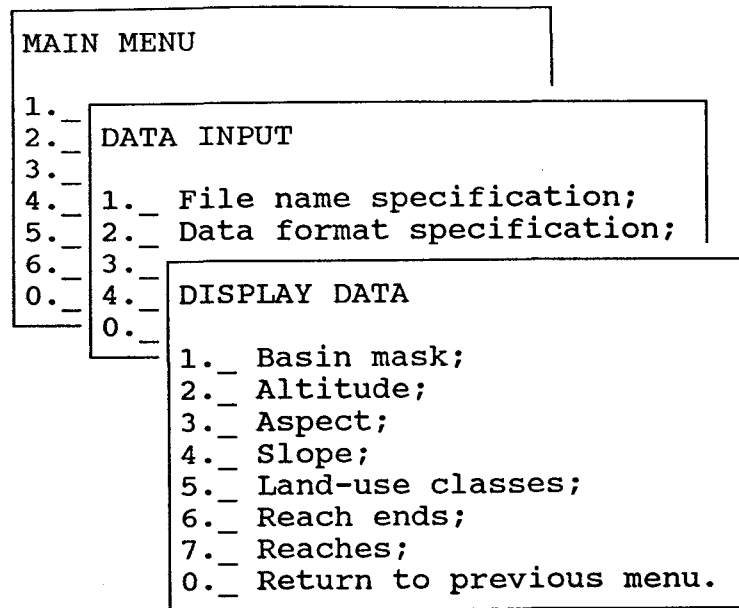 MAIN MENU
1._
2._
3._
4._
5._
6._
0._
DATA INPUT
1._ File name specification;
2._ Data format specification;
3._
4._
0._
DISPLAY DATA
1._ Basin mask;
2._ Altitude;
3._ Aspect;
4._ Slope;
5._ Land-use classes;
6._ Reach ends;
7._ Reaches;
0._ Return to previous menu.